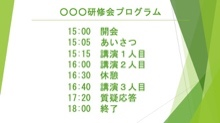 〇〇〇研修会プログラム
15:00 開会
15:05 あいさつ
15:15 講演１人目
16:00 講演２人目
16:30 休憩
16:40 講演３人目
17:20 質疑応答
18:00 終了